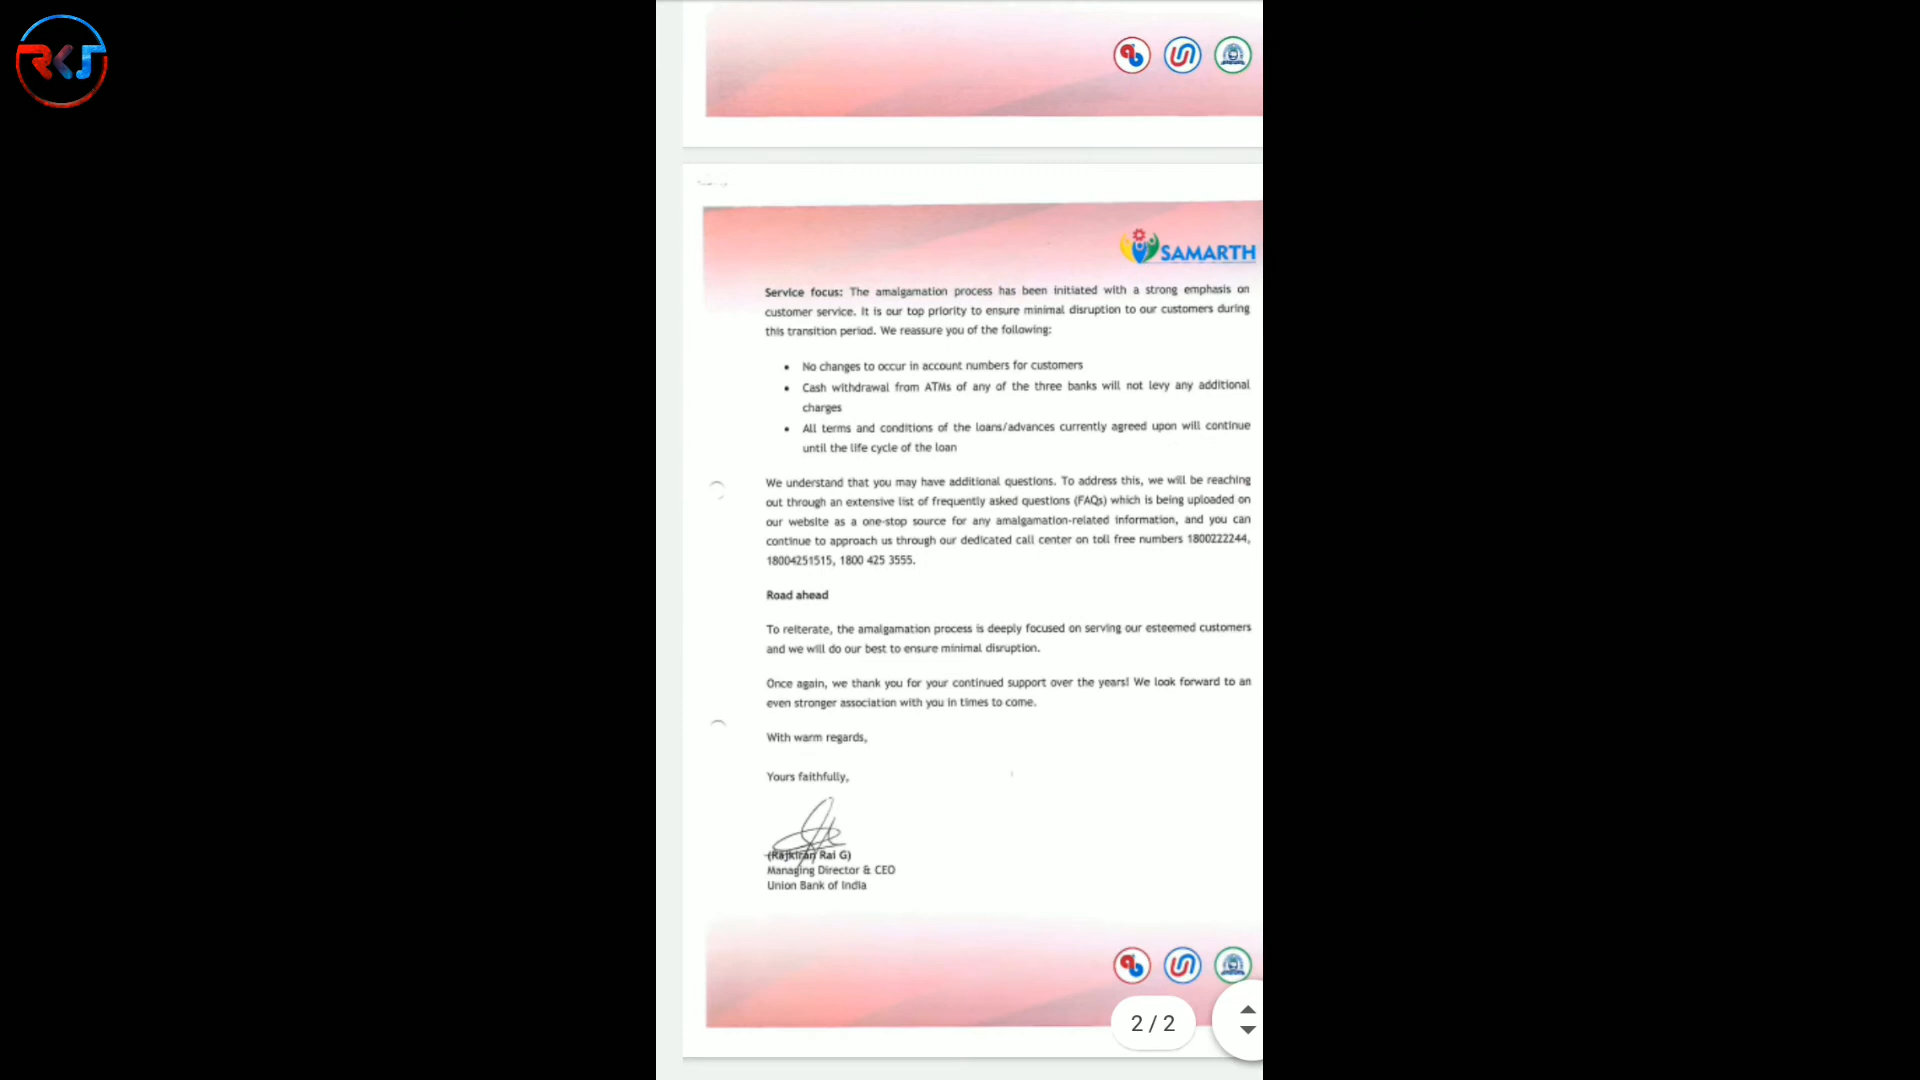 RKJ
SAMARTH
Service focus: The amalgamation process has been initiated with a strong emphasis on
customer service. It is our top priority to ensure minimal disruption to our customers during
this transition period. We reassure you of the following:
• No changes to occur in account numbers for customers
• Cash withdrawal from ATMs of any of the three banks will not levy any additional
charges
• All terms and conditions of the loans/advances currently agreed upon will continue
until the life cycle of the loan
We understand that you may have additional questions. To address this, we will be reaching
out through an extensive list of frequently asked questions (FAQs) which is being uploaded on
our website as a one-stop source for any amalgamation-related information, and you can
continue to approach us through our dedicated call center on toll free numbers 1800222244,
18004251515, 1800 425 3555.
Road ahead
To reiterate, the amalgamation process is deeply focused on serving our esteemed customers
and we will do our best to ensure minimal disruption.
Once again, we thank you for your continued support over the years! We look forward to an
even stronger association with you in times to come.
With warm regards,
Yours faithfully,
(Rajkiran Rai G)
Managing Director & CEO
Union Bank of India
2 / 2